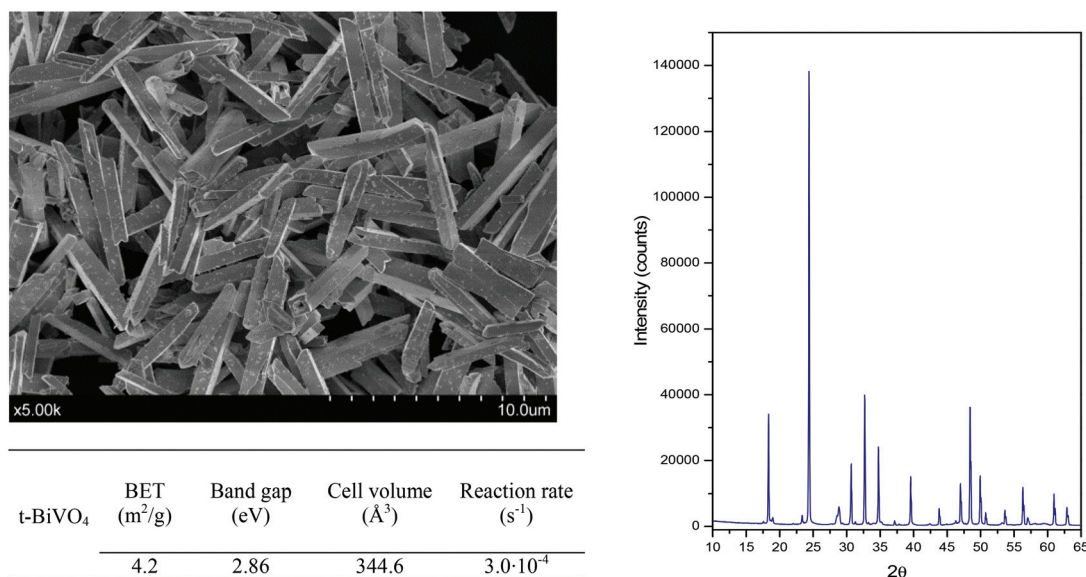 x5.00k 10.0um
BET Band gap Cell volume Reaction rate
t-BiVO₄ (m²/g) (eV) (Å³) (s⁻¹)
4.2 2.86 344.6 3.0·10⁻⁴
Intensity (counts)
140000
120000
100000
80000
60000
40000
20000
0
10 15 20 25 30 35 40 45 50 55 60 65
2θ